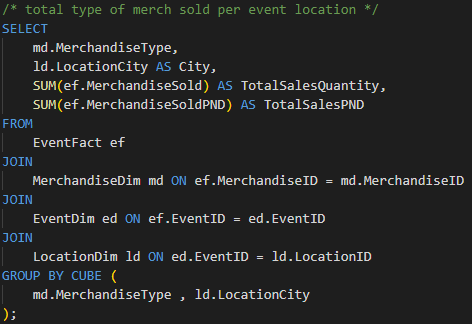 /* total type of merch sold per event location */
SELECT
md.MerchandiseType,
ld.LocationCity AS City,
SUM(ef.MerchandiseSold) AS TotalSalesQuantity,
SUM(ef.MerchandiseSoldPND) AS TotalSalesPND
FROM
EventFact ef
JOIN
MerchandiseDim md ON ef.MerchandiseID = md.MerchandiseID
JOIN
EventDim ed ON ef.EventID = ed.EventID
JOIN
LocationDim ld ON ed.EventID = ld.LocationID
GROUP BY CUBE (
md.MerchandiseType , ld.LocationCity
);